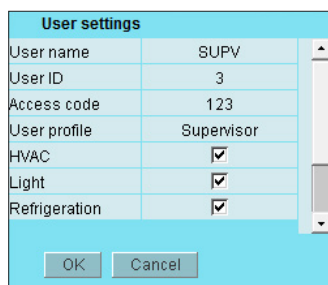 User settings
User name SUPV
User ID 3
Access code 123
User profile Supervisor
HVAC
Light
Refrigeration
OK Cancel